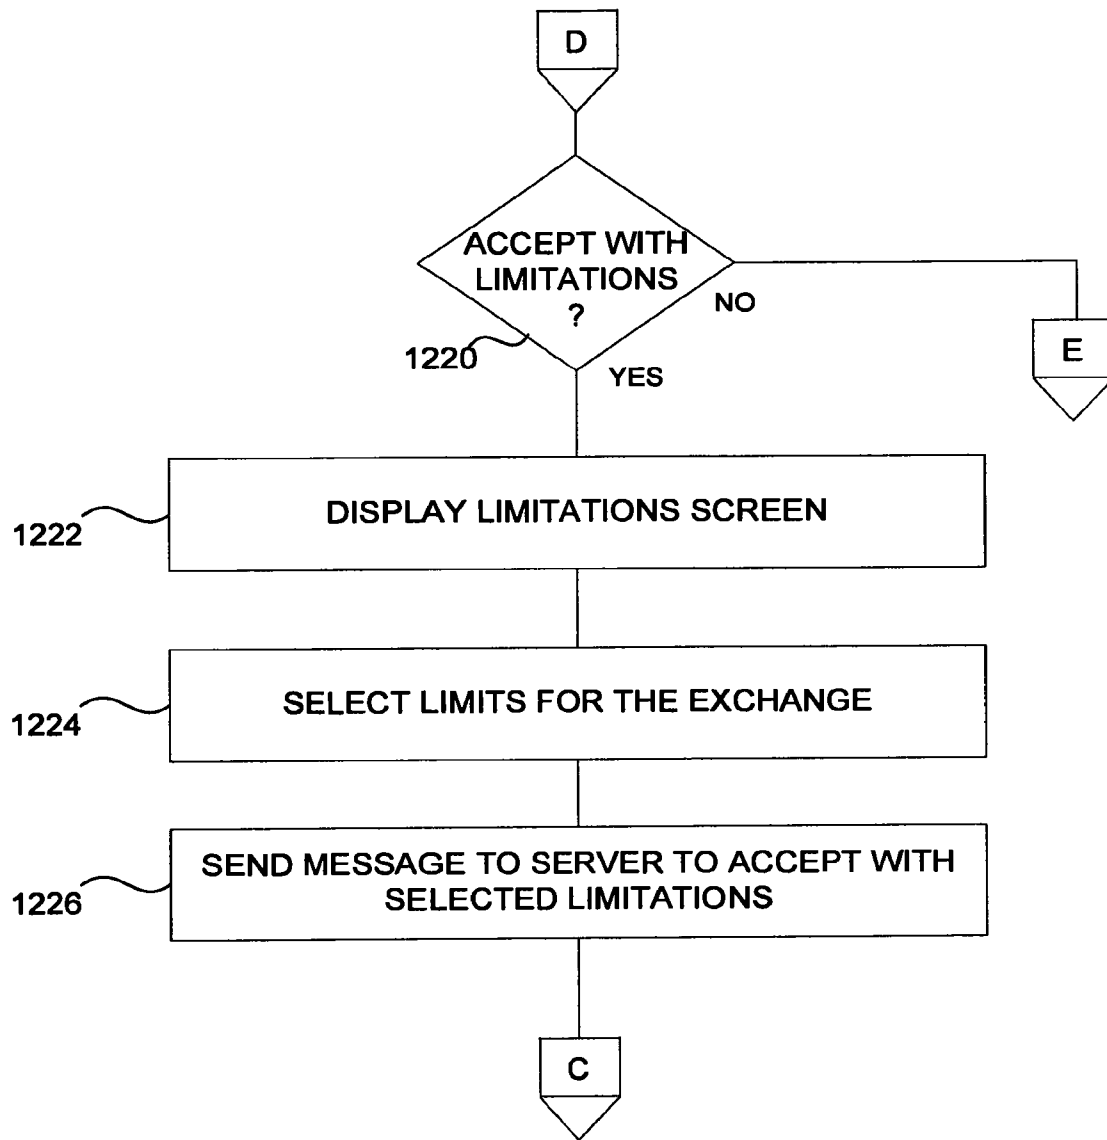 D
ACCEPT WITH
LIMITATIONS
?
NO
1220
YES
E
DISPLAY LIMITATIONS SCREEN
1222
SELECT LIMITS FOR THE EXCHANGE
1224
SEND MESSAGE TO SERVER TO ACCEPT WITH
SELECTED LIMITATIONS
1226
C